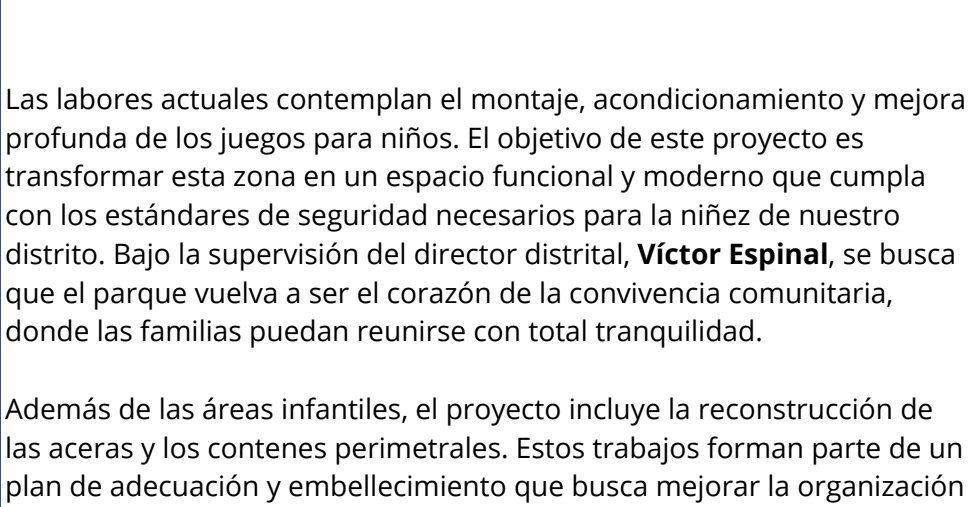 Las labores actuales contemplan el montaje, acondicionamiento y mejora
profunda de los juegos para niños. El objetivo de este proyecto es
transformar esta zona en un espacio funcional y moderno que cumpla
con los estándares de seguridad necesarios para la niñez de nuestro
distrito. Bajo la supervisión del director distrital, Víctor Espinal, se busca
que el parque vuelva a ser el corazón de la convivencia comunitaria,
donde las familias puedan reunirse con total tranquilidad.
Además de las áreas infantiles, el proyecto incluye la reconstrucción de
las aceras y los contenes perimetrales. Estos trabajos forman parte de un
plan de adecuación y embellecimiento que busca mejorar la organización